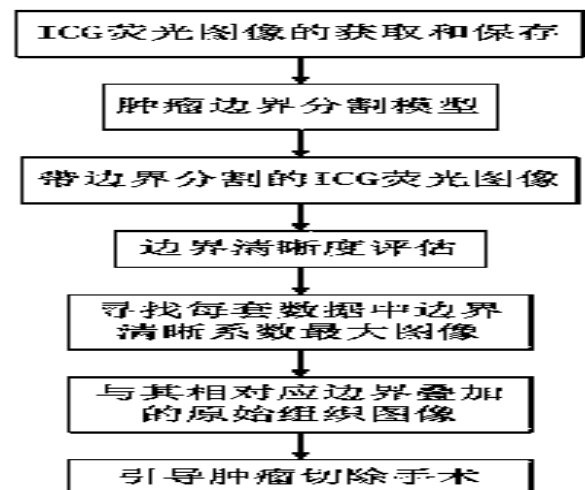 ICG荧光图像的获取和保存
肿瘤边界分割模型
带边界分割的ICG荧光图像
边界清晰度评估
寻找每套数据中边界
清晰系数最大图像
与其相对应边界叠加
的原始组织图像
引导肿瘤切除手术